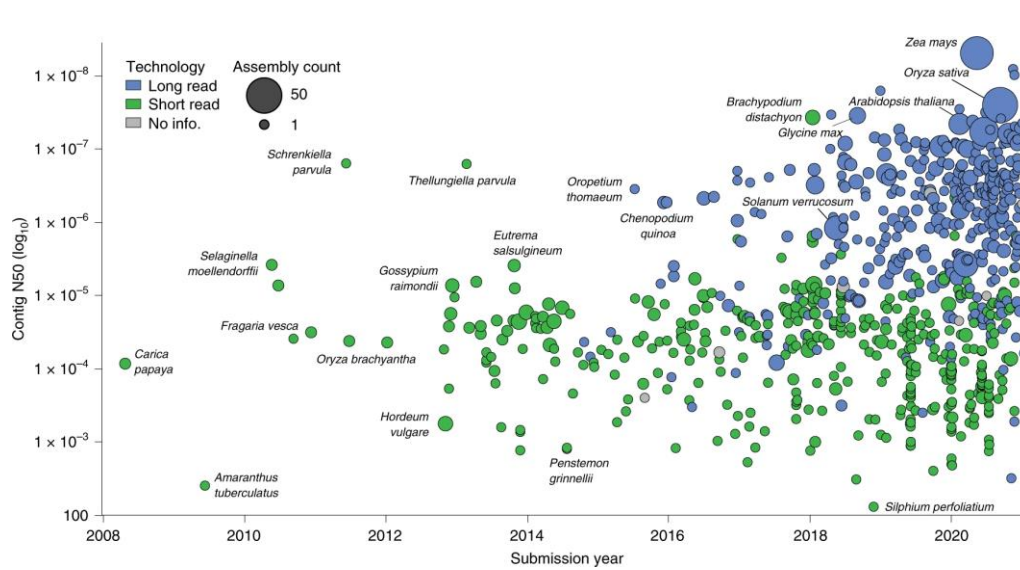 Technology
Long read
Short read
No info.
Assembly count
50
1
Zea mays
Oryza sativa
Brachypodium
distachyon
Arabidopsis thaliana
Glycine max
Schrenkiella
parvula
Thellungiella parvula
Oropetium
thomaeum
Chenopodium
quinoa
Solanum verrucosum
Selaginella
moellendorffii
Eutrema
salsugineum
Gossypium
raimondii
Fragaria vesca
Oryza brachyantha
Carica
papaya
Hordeum
vulgare
Penstemon
grinnellii
Amaranthus
tuberculatus
Silphium perfoliatum
Contig N50 (log₁₀)
1 × 10⁻⁸
1 × 10⁻⁷
1 × 10⁻⁶
1 × 10⁻⁵
1 × 10⁻⁴
1 × 10⁻³
100
2008
2010
2012
2014
2016
2018
2020
Submission year